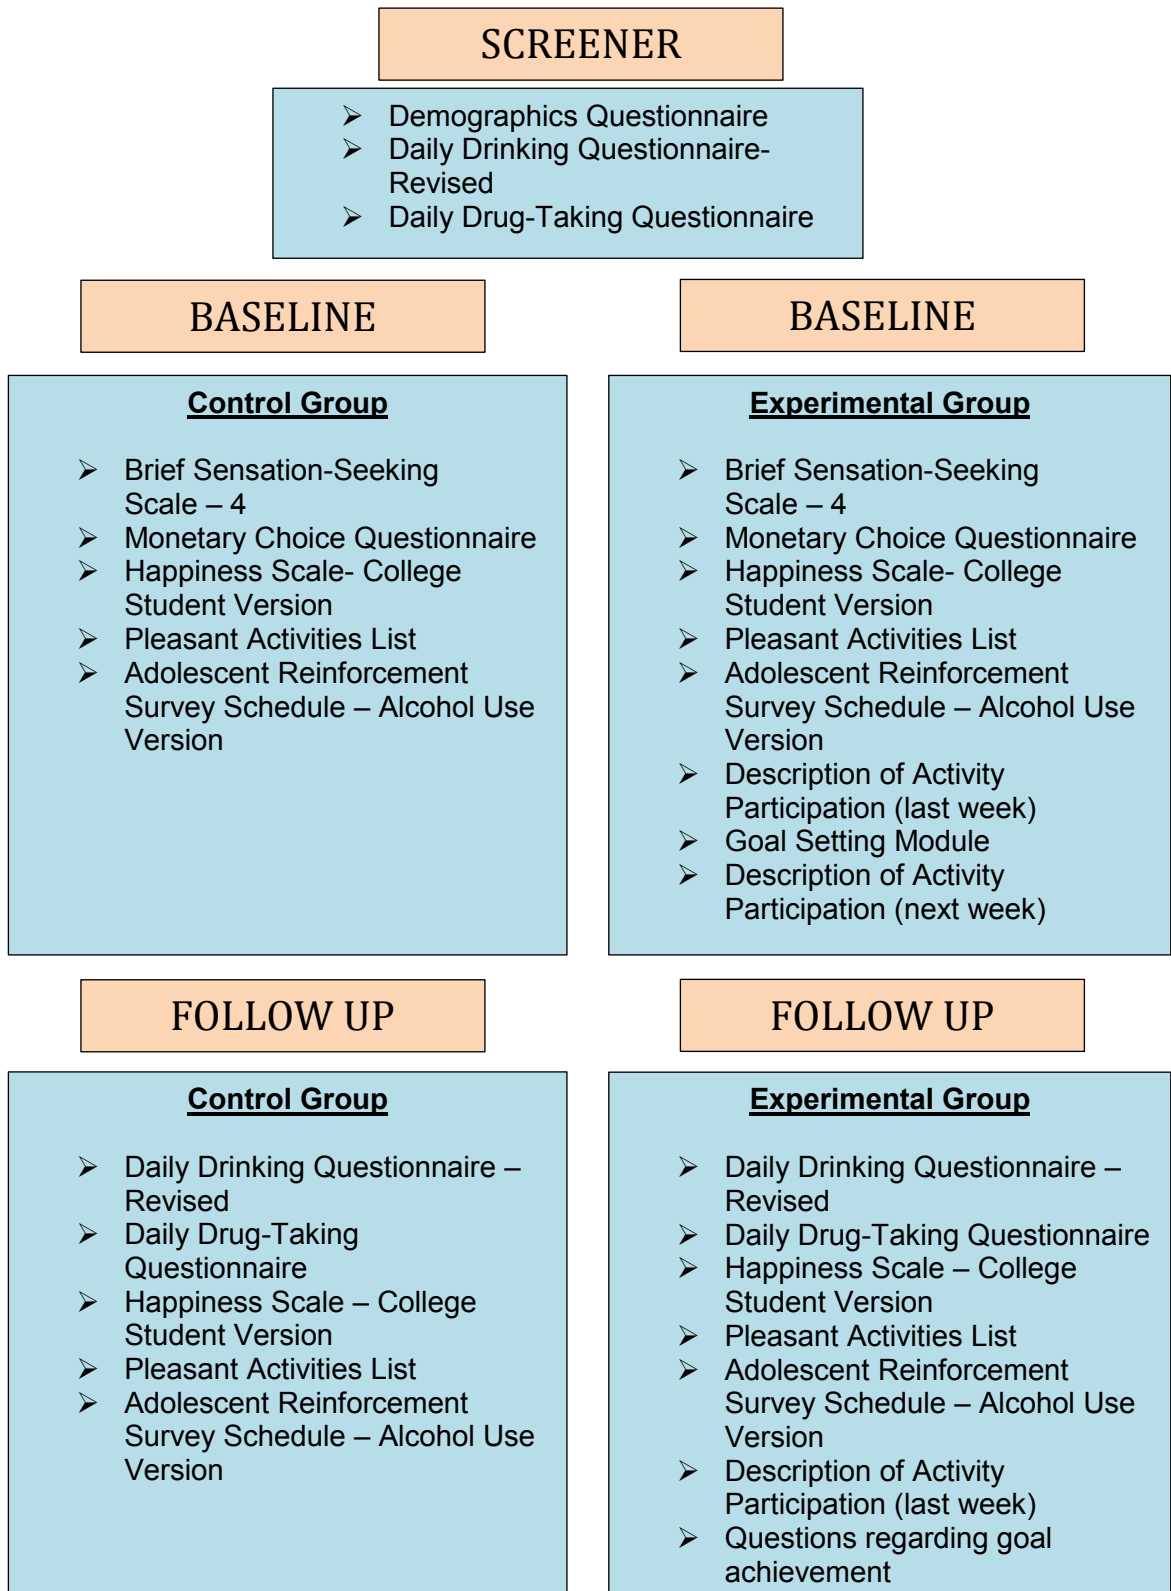 SCREENER
➢ Demographics Questionnaire
➢ Daily Drinking Questionnaire-
Revised
➢ Daily Drug-Taking Questionnaire
BASELINE
Control Group
➢ Brief Sensation-Seeking
Scale – 4
➢ Monetary Choice Questionnaire
➢ Happiness Scale- College
Student Version
➢ Pleasant Activities List
➢ Adolescent Reinforcement
Survey Schedule – Alcohol Use
Version
BASELINE
Experimental Group
➢ Brief Sensation-Seeking
Scale – 4
➢ Monetary Choice Questionnaire
➢ Happiness Scale- College
Student Version
➢ Pleasant Activities List
➢ Adolescent Reinforcement
Survey Schedule – Alcohol Use
Version
➢ Description of Activity
Participation (last week)
➢ Goal Setting Module
➢ Description of Activity
Participation (next week)
FOLLOW UP
Control Group
➢ Daily Drinking Questionnaire –
Revised
➢ Daily Drug-Taking
Questionnaire
➢ Happiness Scale – College
Student Version
➢ Pleasant Activities List
➢ Adolescent Reinforcement
Survey Schedule – Alcohol Use
Version
FOLLOW UP
Experimental Group
➢ Daily Drinking Questionnaire –
Revised
➢ Daily Drug-Taking Questionnaire
➢ Happiness Scale – College
Student Version
➢ Pleasant Activities List
➢ Adolescent Reinforcement
Survey Schedule – Alcohol Use
Version
➢ Description of Activity
Participation (last week)
➢ Questions regarding goal
achievement